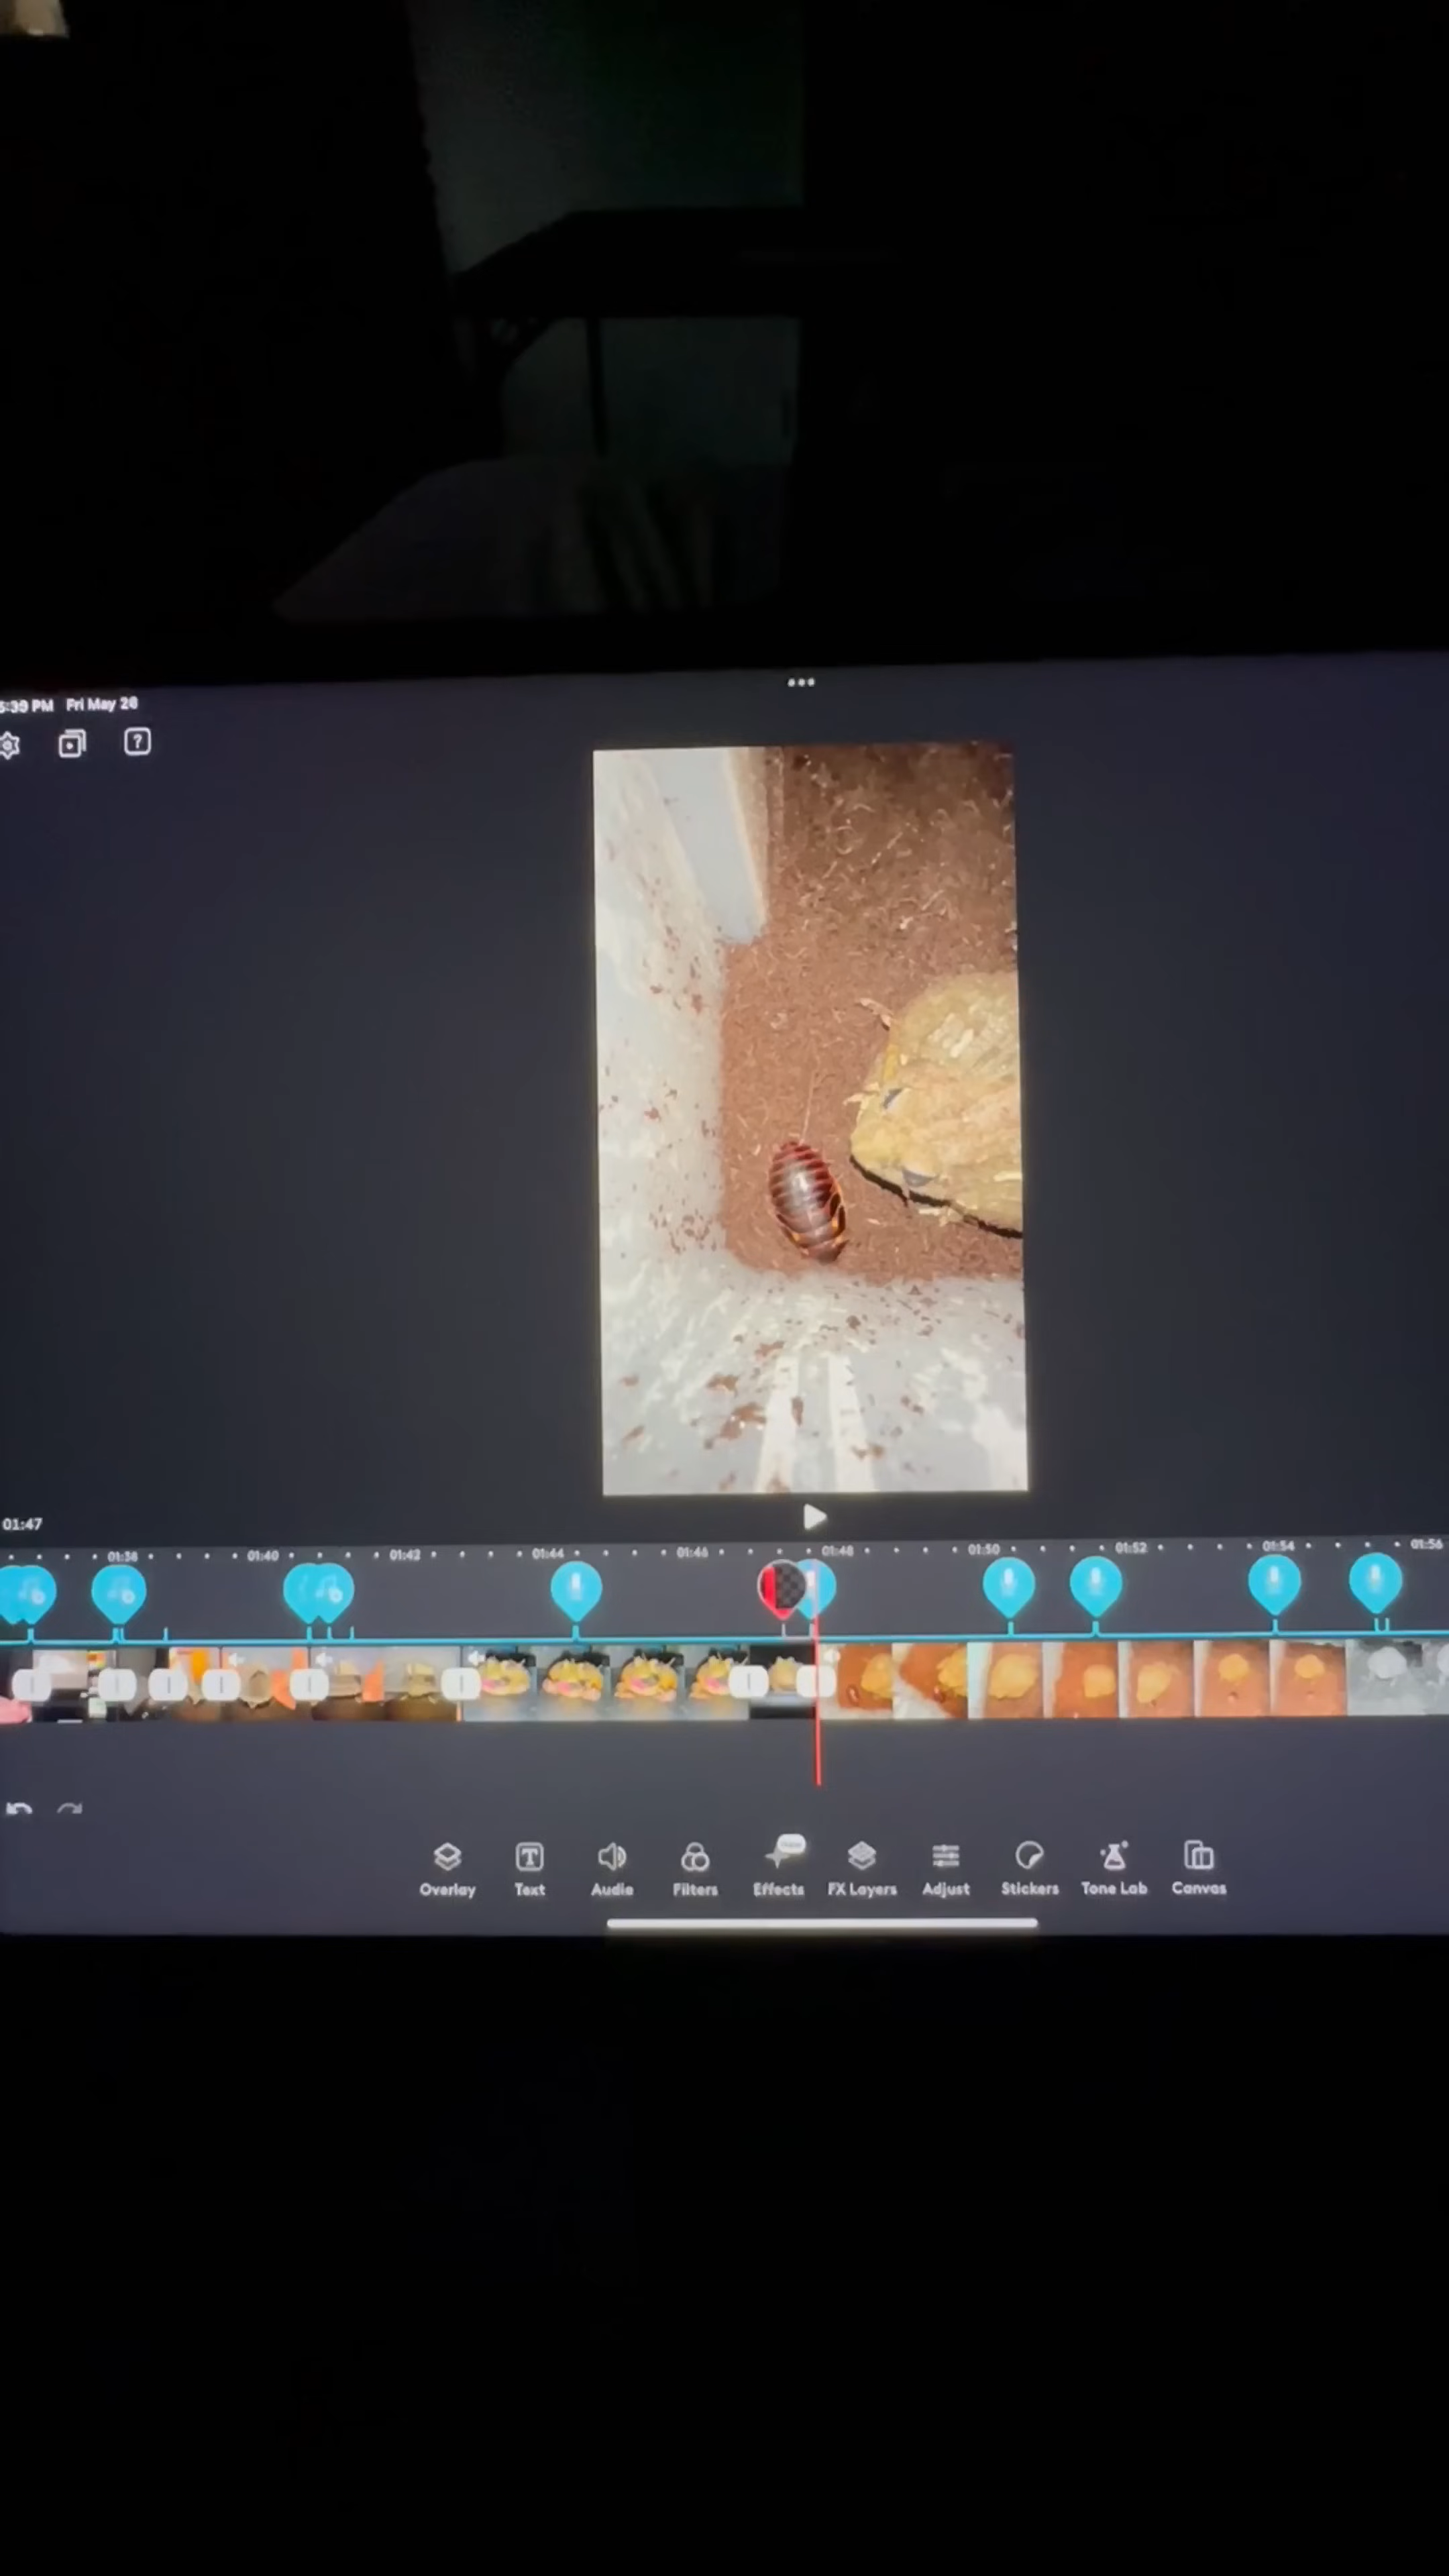 5:39 PM Fri May 20
?
01:47
01:38 01:40 01:42 01:44 01:46 01:48 01:50 01:52 01:54 01:56
Overlay Text Audio Filters Effects FX Layers Adjust Stickers Tone Lab Canvas